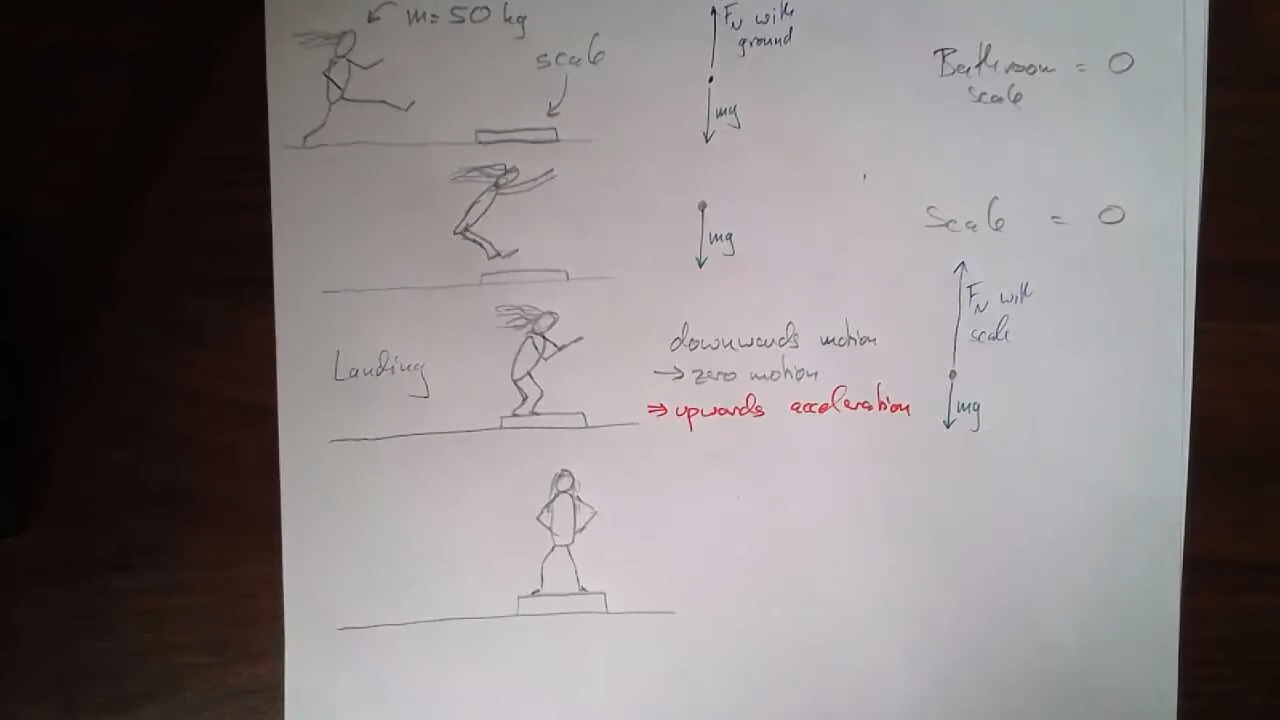 m = 50 kg
scale
F_N with
ground
mg
Bathroom = 0
scale
mg
Scale = 0
Landing
downwards motion
→ zero motion
⇒ upwards acceleration
F_N with
scale
mg